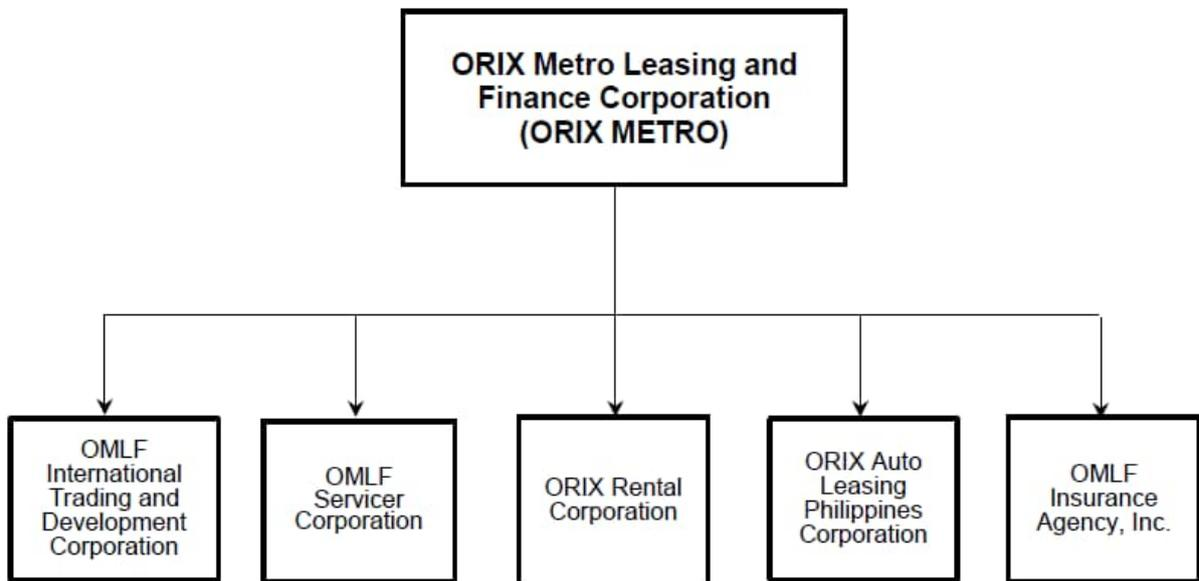 ORIX Metro Leasing and
Finance Corporation
(ORIX METRO)
OMLF
International
Trading and
Development
Corporation
OMLF
Servicer
Corporation
ORIX Rental
Corporation
ORIX Auto
Leasing
Philippines
Corporation
OMLF
Insurance
Agency, Inc.